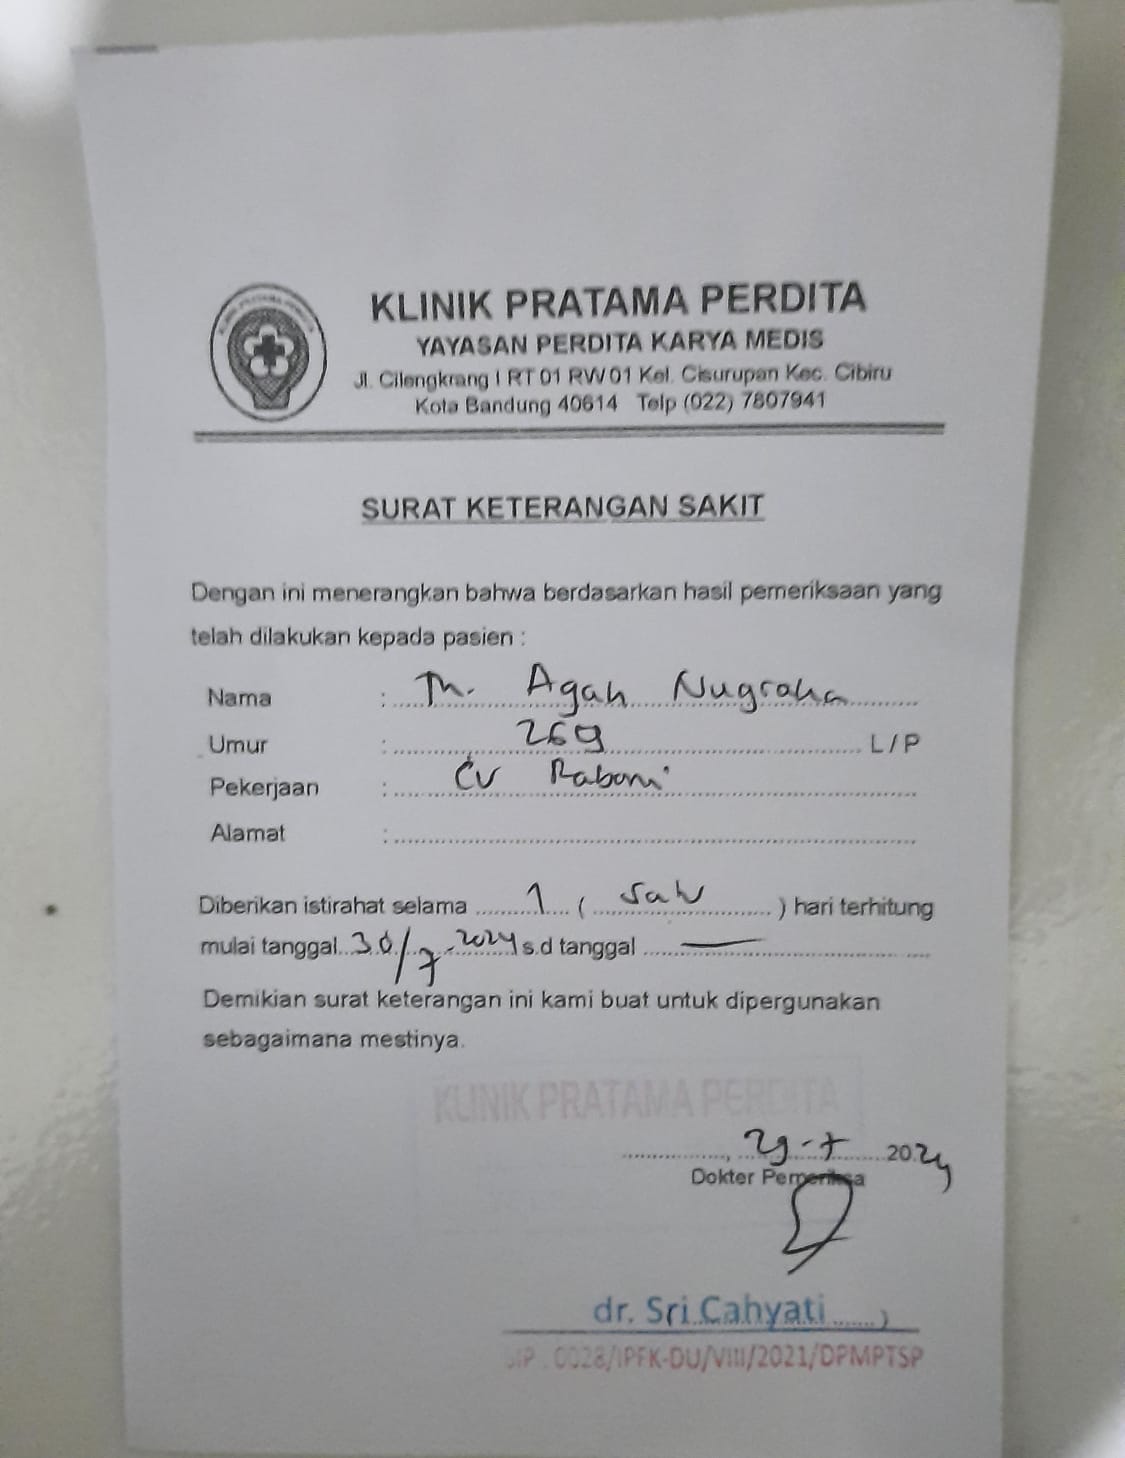 KLINIK PRATAMA PERDITA
YAYASAN PERDITA KARYA MEDIS
Jl. Cilengkrang I RT 01 RW 01 Kel. Cisurupan Kec. Cibiru
Kota Bandung 40614 Telp (022) 7807941
SURAT KETERANGAN SAKIT
Dengan ini menerangkan bahwa berdasarkan hasil pemeriksaan yang
telah dilakukan kepada pasien :
Nama : Tn. Agah Nugraha
Umur : 26 L / P
Pekerjaan : CV Raboni
Alamat :
Diberikan istirahat selama 1 ( satu ) hari terhitung
mulai tanggal 30/7-2024 s.d tanggal —
Demikian surat keterangan ini kami buat untuk dipergunakan
sebagaimana mestinya.
KLINIK PRATAMA PERDITA
, 29-7 2024
Dokter Pemeriksa
dr. Sri Cahyati )
SIP . 0028/IPFK-DU/VIII/2021/DPMPTSP